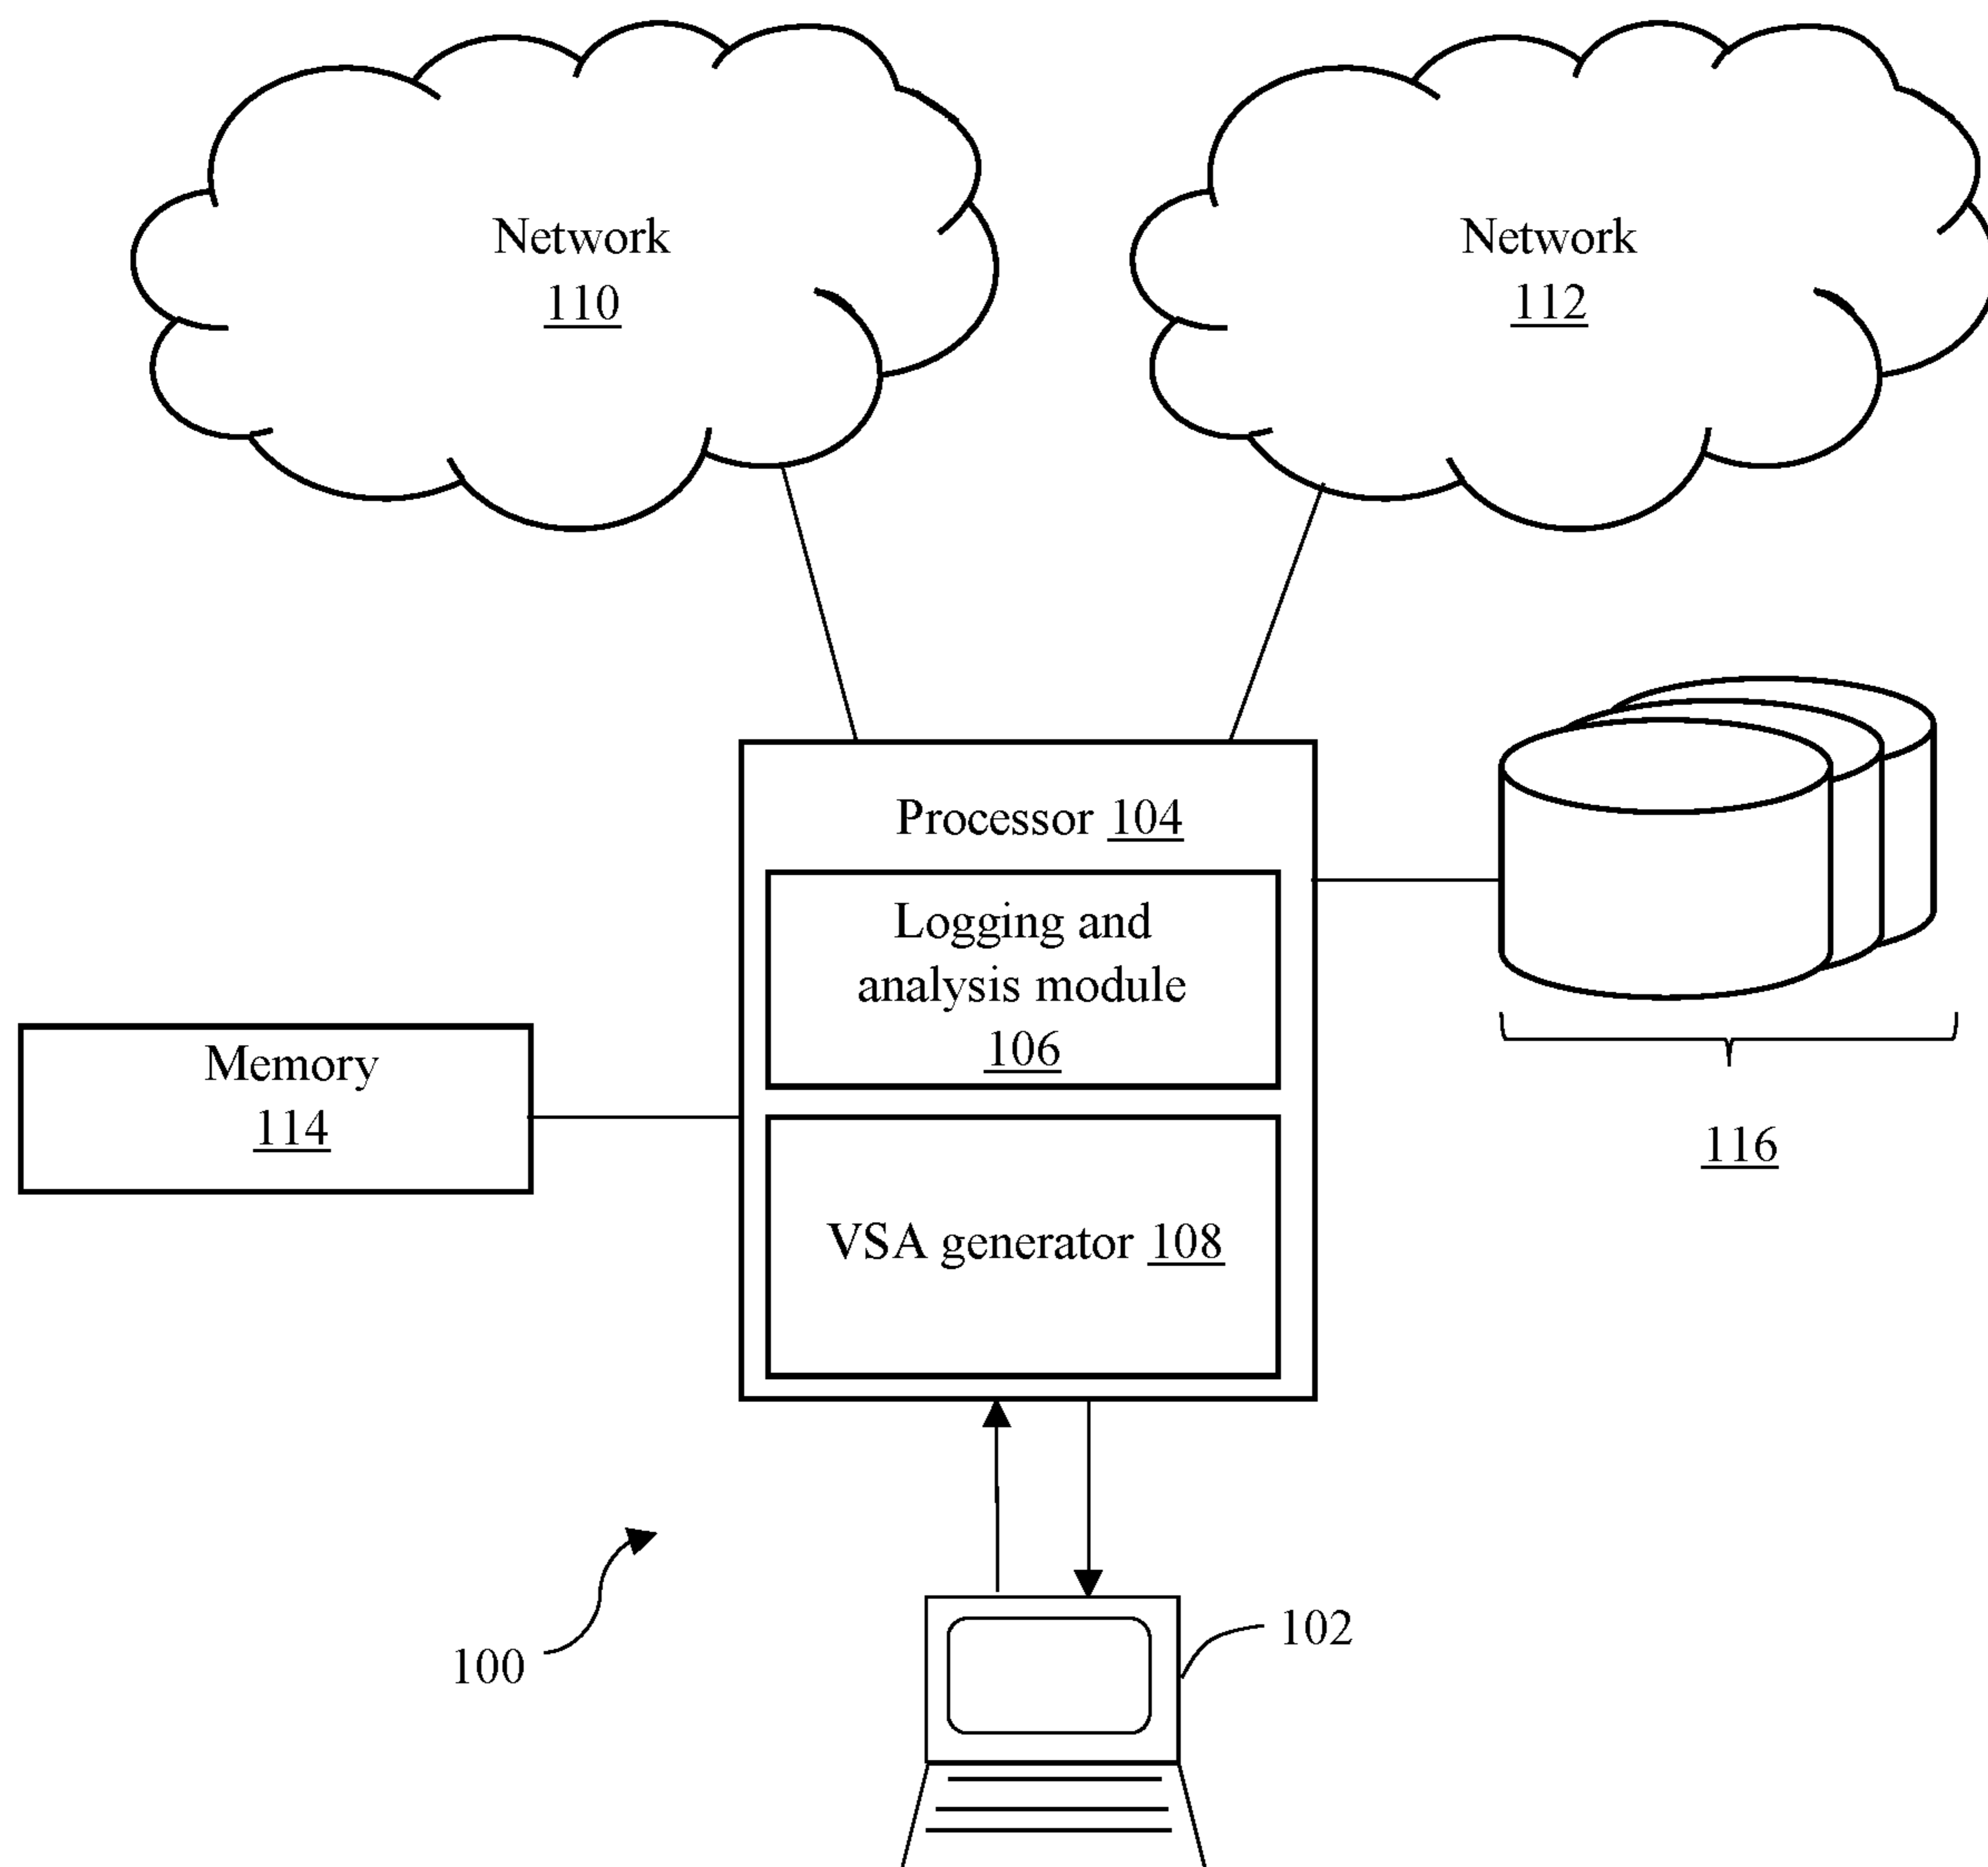 Network
110
Network
112
Processor 104
Logging and
analysis module
106
Memory
114
116
VSA generator 108
102
100